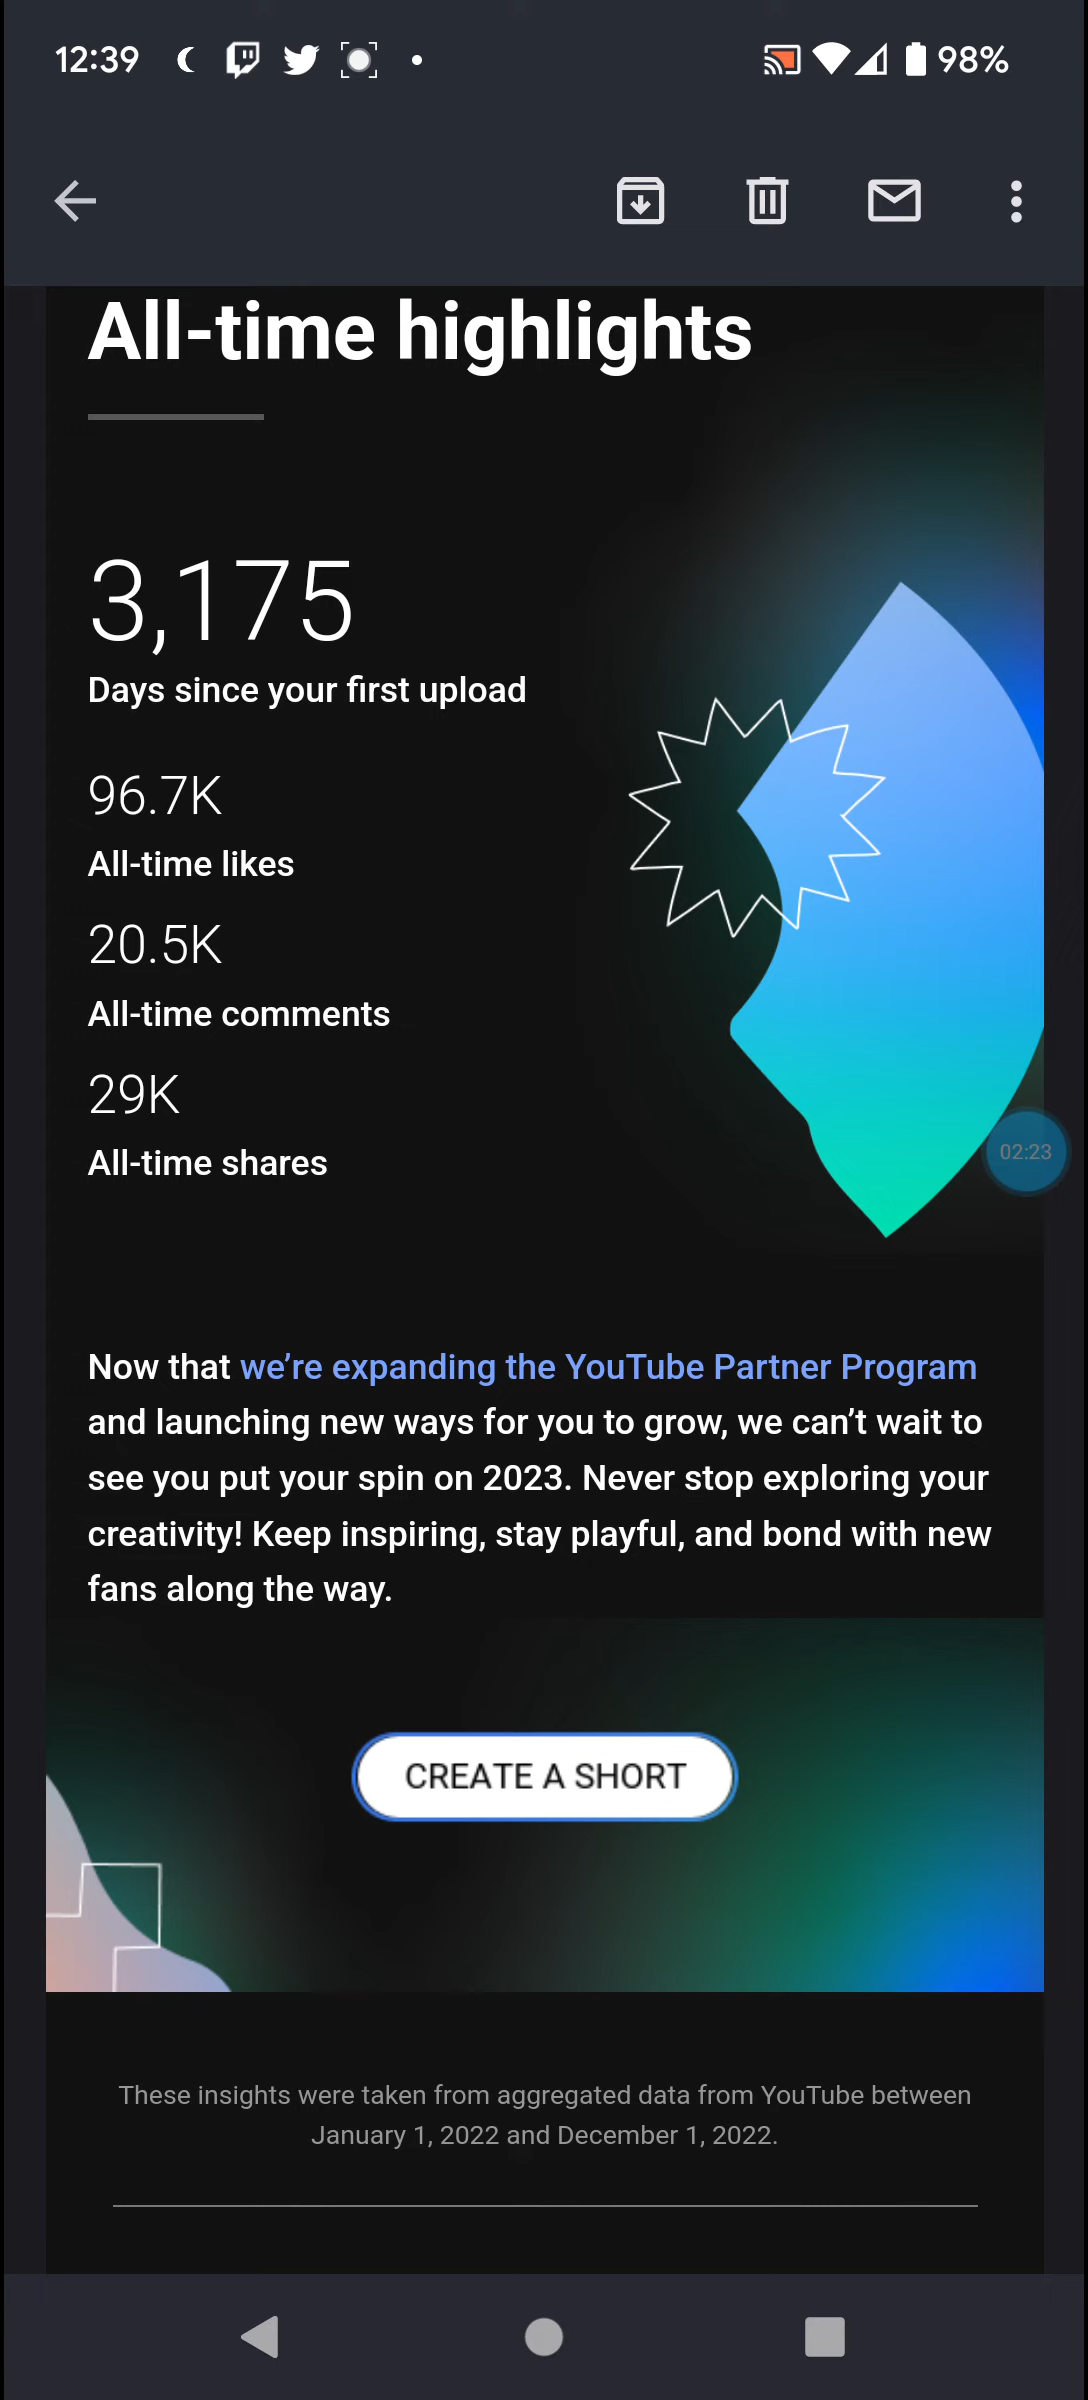 12:39
98%
All-time highlights
3,175
Days since your first upload
96.7K
All-time likes
20.5K
All-time comments
29K
All-time shares
02:23
Now that we’re expanding the YouTube Partner Program
and launching new ways for you to grow, we can’t wait to
see you put your spin on 2023. Never stop exploring your
creativity! Keep inspiring, stay playful, and bond with new
fans along the way.
CREATE A SHORT
These insights were taken from aggregated data from YouTube between
January 1, 2022 and December 1, 2022.